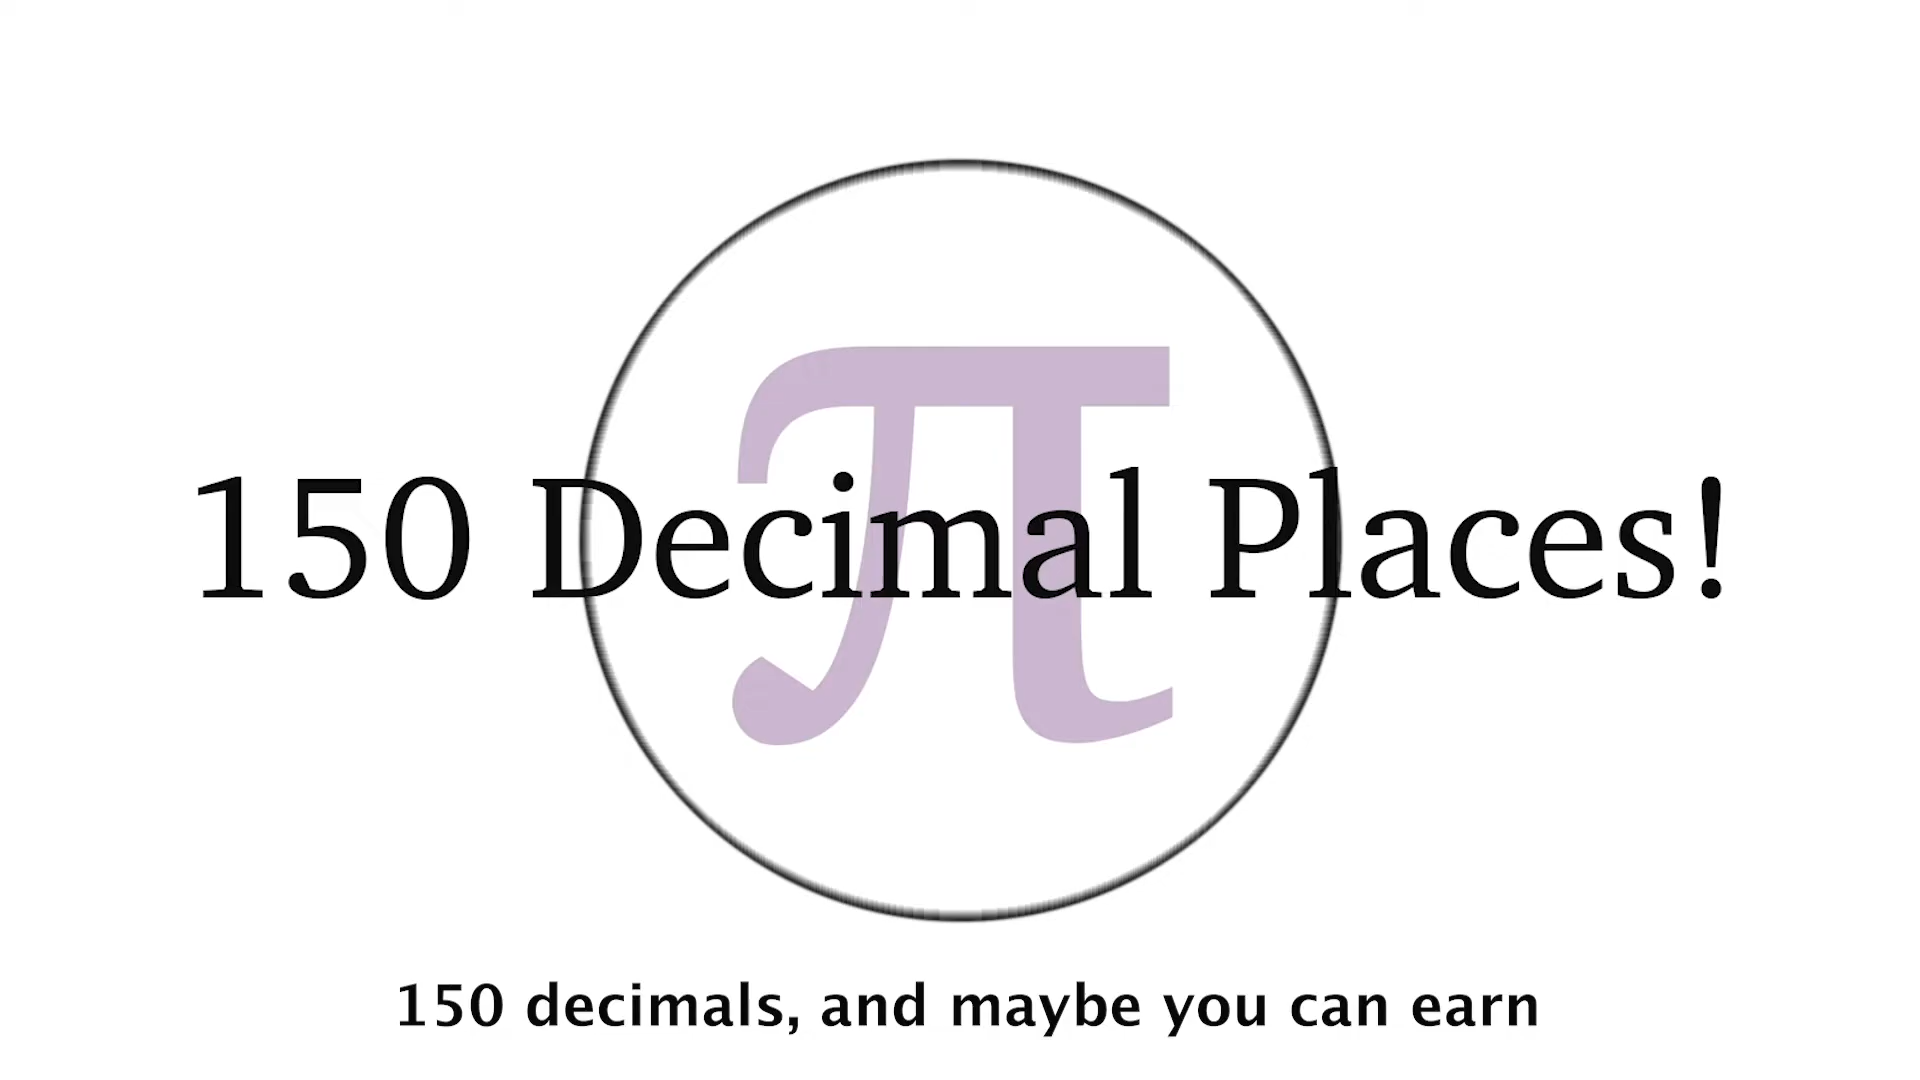 π
150 Decimal Places!
150 decimals, and maybe you can earn